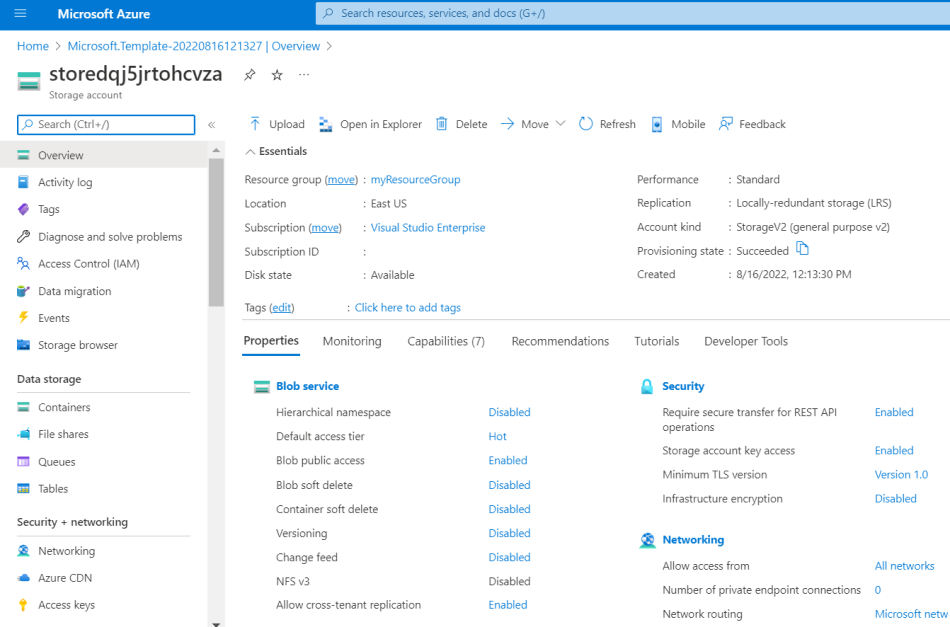 Microsoft Azure
Search resources, services, and docs (G+/)
Home > Microsoft.Template-20220816121327 | Overview >
storedqj5jrtohcvza
Storage account
Search (Ctrl+/)
«
Upload Open in Explorer Delete Move Refresh Mobile Feedback
Overview
Activity log
Tags
Diagnose and solve problems
Access Control (IAM)
Data migration
Events
Storage browser
Data storage
Containers
File shares
Queues
Tables
Security + networking
Networking
Azure CDN
Access keys
Essentials
Resource group (move) : myResourceGroup
Location : East US
Subscription (move) : Visual Studio Enterprise
Subscription ID :
Disk state : Available
Performance : Standard
Replication : Locally-redundant storage (LRS)
Account kind : StorageV2 (general purpose v2)
Provisioning state : Succeeded
Created : 8/16/2022, 12:13:30 PM
Tags (edit) : Click here to add tags
Properties Monitoring Capabilities (7) Recommendations Tutorials Developer Tools
Blob service
Hierarchical namespace Disabled
Default access tier Hot
Blob public access Enabled
Blob soft delete Disabled
Container soft delete Disabled
Versioning Disabled
Change feed Disabled
NFS v3 Disabled
Allow cross-tenant replication Enabled
Security
Require secure transfer for REST API Enabled
operations
Storage account key access Enabled
Minimum TLS version Version 1.0
Infrastructure encryption Disabled
Networking
Allow access from All networks
Number of private endpoint connections 0
Network routing Microsoft netw